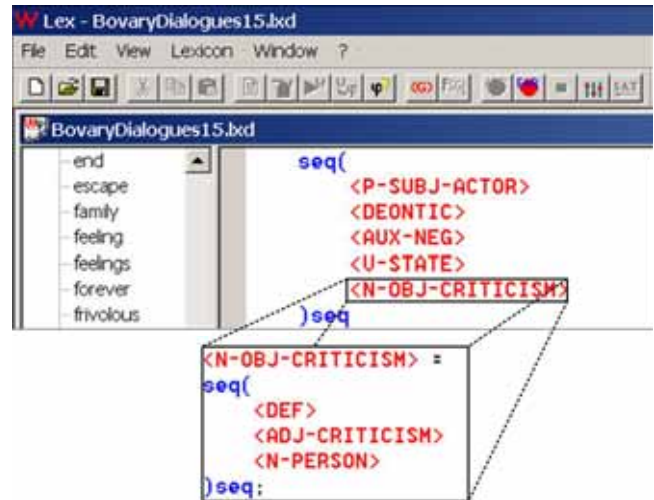 Lex - BovaryDialogues15.lxd
File Edit View Lexicon Window ?
BovaryDialogues15.lxd
end
escape
family
feeling
feelings
forever
frivolous
seq(
<P-SUBJ-ACTOR>
<DEONTIC>
<AUX-NEG>
<V-STATE>
<N-OBJ-CRITICISM>
)seq
<N-OBJ-CRITICISM> =
seq(
<DEF>
<ADJ-CRITICISM>
<N-PERSON>
)seq;